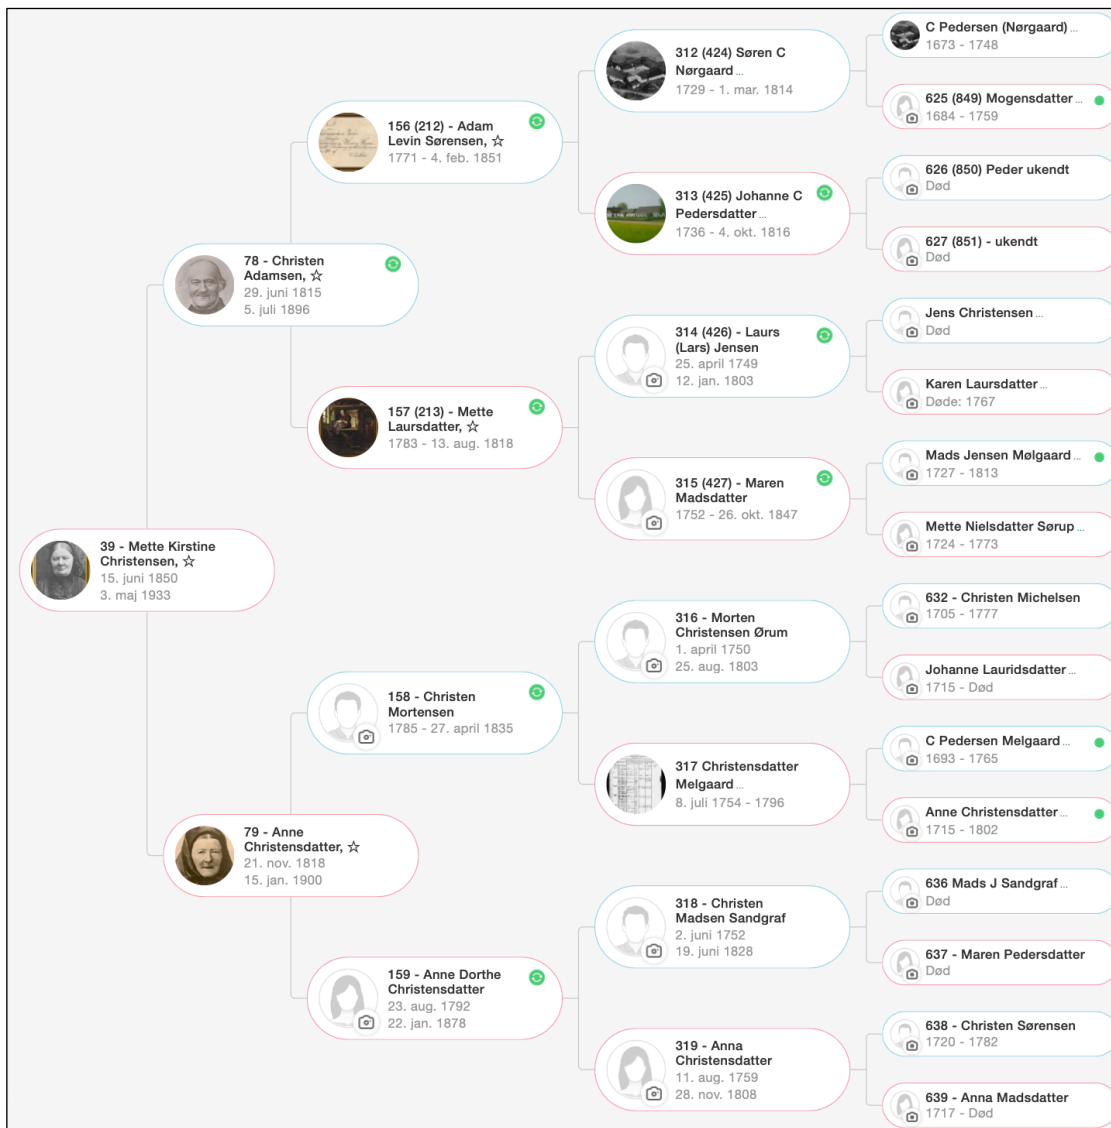 39 - Mette Kirstine
Christensen, ☆
15. juni 1850
3. maj 1933
78 - Christen
Adamsen, ☆
29. juni 1815
5. juli 1896
79 - Anne
Christensdatter, ☆
21. nov. 1818
15. jan. 1900
156 (212) - Adam
Levin Sørensen, ☆
1771 - 4. feb. 1851
157 (213) - Mette
Laursdatter, ☆
1783 - 13. aug. 1818
158 - Christen
Mortensen
1785 - 27. april 1835
159 - Anne Dorthe
Christensdatter
23. aug. 1792
22. jan. 1878
312 (424) Søren C
Nørgaard ...
1729 - 1. mar. 1814
313 (425) Johanne C
Pedersdatter ...
1736 - 4. okt. 1816
314 (426) - Laurs
(Lars) Jensen
25. april 1749
12. jan. 1803
315 (427) - Maren
Madsdatter
1752 - 26. okt. 1847
316 - Morten
Christensen Ørum
1. april 1750
25. aug. 1803
317 Christensdatter
Melgaard ...
8. juli 1754 - 1796
318 - Christen
Madsen Sandgraf
2. juni 1752
19. juni 1828
319 - Anna
Christensdatter
11. aug. 1759
28. nov. 1808
C Pedersen (Nørgaard) ...
1673 - 1748
625 (849) Mogensdatter ...
1684 - 1759
626 (850) Peder ukendt
Død
627 (851) - ukendt
Død
Jens Christensen ...
Død
Karen Laursdatter ...
Døde: 1767
Mads Jensen Mølgaard ...
1727 - 1813
Mette Nielsdatter Sørup ...
1724 - 1773
632 - Christen Michelsen
1705 - 1777
Johanne Lauridsdatter ...
1715 - Død
C Pedersen Melgaard ...
1693 - 1765
Anne Christensdatter ...
1715 - 1802
636 Mads J Sandgraf ...
Død
637 - Maren Pedersdatter
Død
638 - Christen Sørensen
1720 - 1782
639 - Anna Madsdatter
1717 - Død